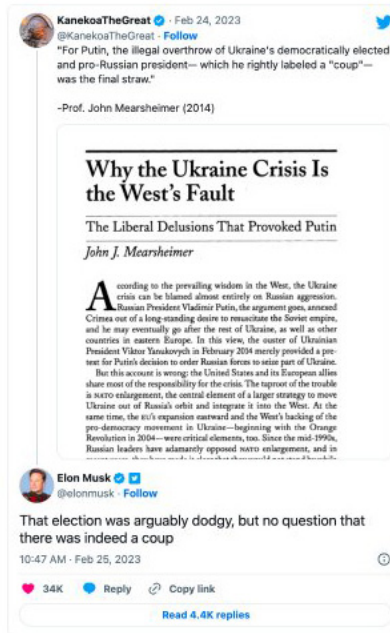 KanekoaTheGreat · Feb 24, 2023
@KanekoaTheGreat · Follow
"For Putin, the illegal overthrow of Ukraine's democratically elected
and pro-Russian president— which he rightly labeled a "coup"—
was the final straw."
-Prof. John Mearsheimer (2014)
Why the Ukraine Crisis Is
the West's Fault
The Liberal Delusions That Provoked Putin
John J. Mearsheimer
According to the prevailing wisdom in the West, the Ukraine
crisis can be blamed almost entirely on Russian aggression.
Russian President Vladimir Putin, the argument goes, annexed
Crimea out of a long-standing desire to resuscitate the Soviet empire,
and he may eventually go after the rest of Ukraine, as well as other
countries in eastern Europe. In this view, the ouster of Ukrainian
President Viktor Yanukovych in February 2014 merely provided a pre-
text for Putin's decision to order Russian forces to seize part of Ukraine.
But this account is wrong: the United States and its European allies
share most of the responsibility for the crisis. The taproot of the trouble
is NATO enlargement, the central element of a larger strategy to move
Ukraine out of Russia's orbit and integrate it into the West. At the
same time, the EU's expansion eastward and the West's backing of the
pro-democracy movement in Ukraine—beginning with the Orange
Revolution in 2004—were critical elements, too. Since the mid-1990s,
Russian leaders have adamantly opposed NATO enlargement, and in
Elon Musk
@elonmusk · Follow
That election was arguably dodgy, but no question that
there was indeed a coup
10:47 AM · Feb 25, 2023
34K Reply Copy link
Read 4.4K replies